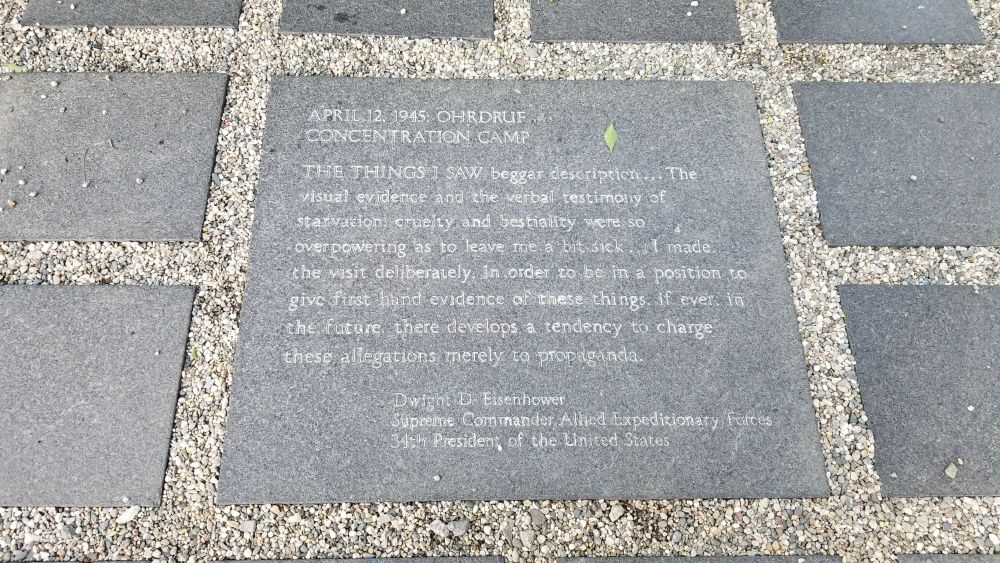 APRIL 12, 1945: OHRDRUF
CONCENTRATION CAMP
THE THINGS I SAW beggar description... The
visual evidence and the verbal testimony of
starvation, cruelty and bestiality were so
overpowering as to leave me a bit sick... I made
the visit deliberately, in order to be in a position to
give first hand evidence of these things, if ever, in
the future, there develops a tendency to charge
these allegations merely to propaganda.
Dwight D. Eisenhower
Supreme Commander, Allied Expeditionary Forces
34th President of the United States